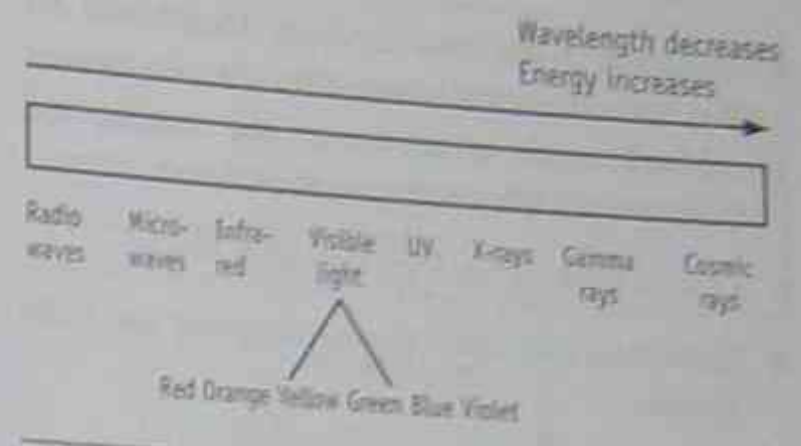 Wavelength decreases
Energy increases
Radio
waves
Micro-
waves
Infra-
red
Visible
light
UV
X-rays
Gamma
rays
Cosmic
rays
Red Orange Yellow Green Blue Violet